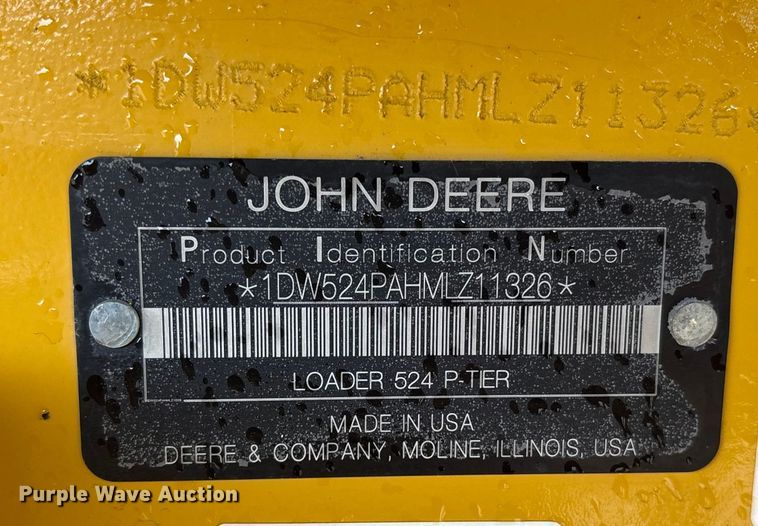 *1DW524PAHMLZ11326*
JOHN DEERE
Product Identification Number
*1DW524PAHMLZ11326*
LOADER 524 P-TIER
MADE IN USA
DEERE & COMPANY, MOLINE, ILLINOIS, USA
Purple Wave Auction